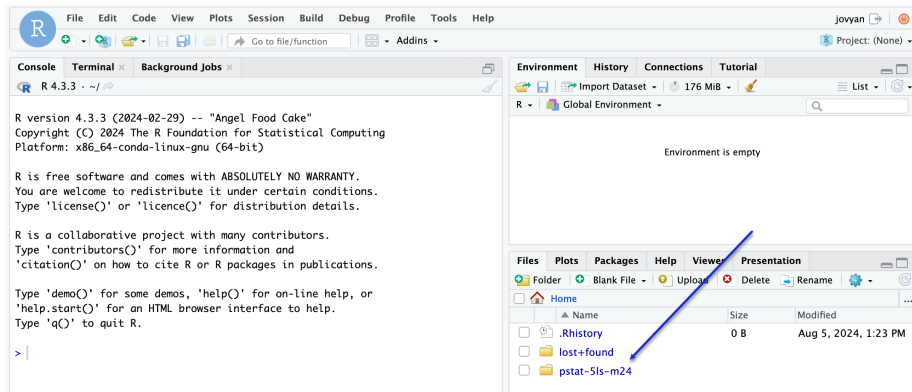 R
File Edit Code View Plots Session Build Debug Profile Tools Help
jovyan
Go to file/function
Addins
Project: (None)
Console Terminal Background Jobs
R 4.3.3 · ~/
R version 4.3.3 (2024-02-29) -- "Angel Food Cake"
Copyright (C) 2024 The R Foundation for Statistical Computing
Platform: x86_64-conda-linux-gnu (64-bit)
R is free software and comes with ABSOLUTELY NO WARRANTY.
You are welcome to redistribute it under certain conditions.
Type 'license()' or 'licence()' for distribution details.
R is a collaborative project with many contributors.
Type 'contributors()' for more information and
'citation()' on how to cite R or R packages in publications.
Type 'demo()' for some demos, 'help()' for on-line help, or
'help.start()' for an HTML browser interface to help.
Type 'q()' to quit R.
>
Environment History Connections Tutorial
Import Dataset 176 MiB List
R Global Environment
Environment is empty
Files Plots Packages Help Viewer Presentation
Folder Blank File Upload Delete Rename
Home ...
Name Size Modified
.Rhistory 0 B Aug 5, 2024, 1:23 PM
lost+found
pstat-5ls-m24